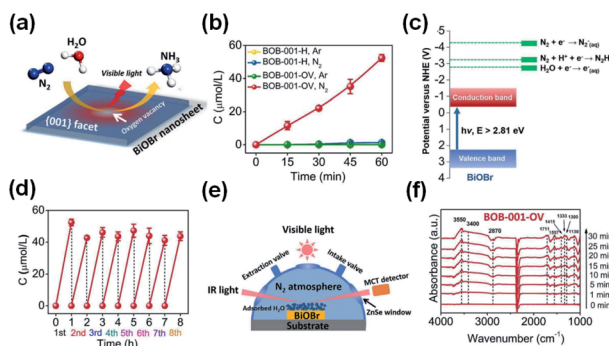 (a)
H₂O
NH₃
N₂
Visible light
{001} facet
Oxygen vacancy
BiOBr nanosheet
(b)
C (μmol/L)
60
40
20
0
BOB-001-H, Ar
BOB-001-H, N₂
BOB-001-OV, Ar
BOB-001-OV, N₂
0 15 30 45 60
Time (min)
(c)
Potential versus NHE (V)
-5
-4
-3
-2
-1
0
1
2
3
4
N₂ + e⁻ → N₂⁻(aq)
N₂ + H⁺ + e⁻ → N₂H
H₂O + e⁻ → e⁻(aq)
Conduction band
hν, E > 2.81 eV
Valence band
BiOBr
(d)
C (μmol/L)
60
40
20
0
0 1 2 3 4 5 6 7 8
1st 2nd 3rd 4th 5th 6th 7th 8th
Time (h)
(e)
Visible light
Extraction valve
Intake valve
IR light
N₂ atmosphere
MCT detector
ZnSe window
Adsorbed H₂O
BiOBr
Substrate
(f)
Absorbance (a.u.)
BOB-001-OV
3550
3400
2870
1711
1415
1333
1300
30 min
25 min
20 min
15 min
10 min
5 min
1 min
0 min
4000 3000 2000 1000
Wavenumber (cm⁻¹)